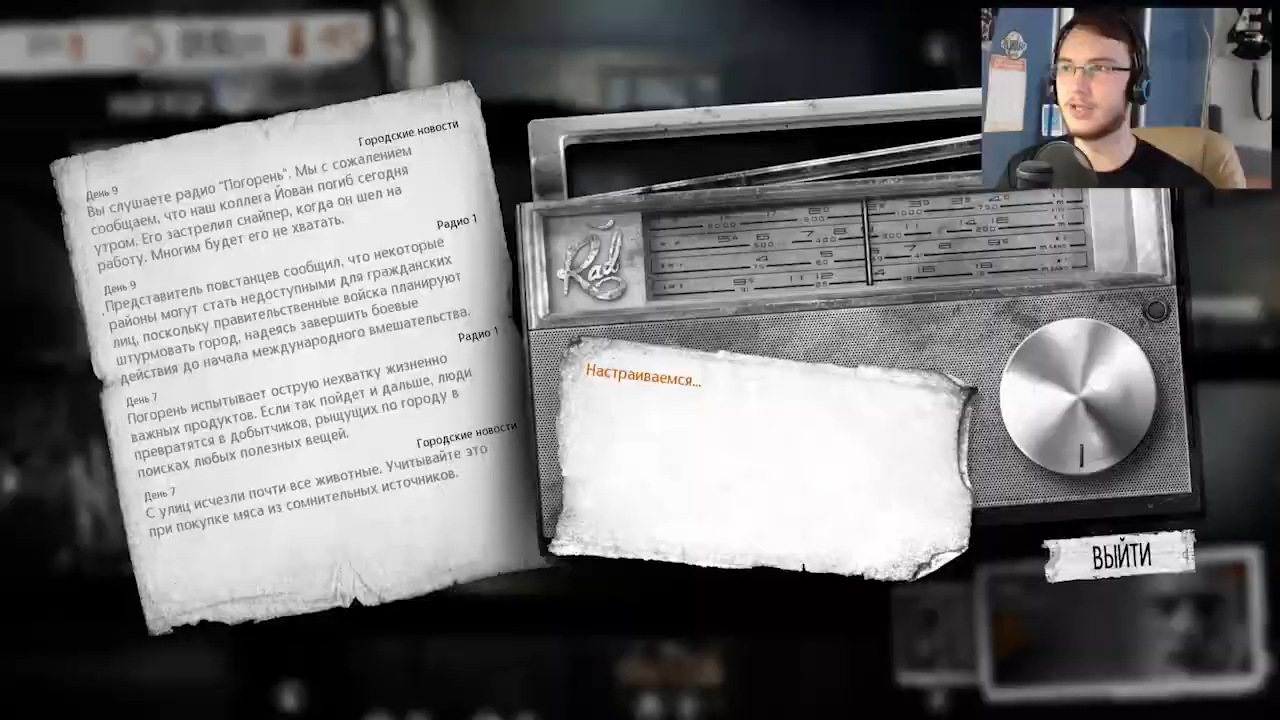 Городские новости
День 9
Вы слушаете радио "Погорень". Мы с сожалением
сообщаем, что наш коллега Йован погиб сегодня
утром. Его застрелил снайпер, когда он шел на
работу. Многим будет его не хватать.
Радио 1
День 9
Представитель повстанцев сообщил, что некоторые
районы могут стать недоступными для гражданских
лиц, поскольку правительственные войска планируют
штурмовать город, надеясь завершить боевые
действия до начала международного вмешательства.
Радио 1
День 7
Погорень испытывает острую нехватку жизненно
важных продуктов. Если так пойдет и дальше, люди
превратятся в добытчиков, рыщущих по городу в
поисках любых полезных вещей.
Городские новости
День 7
С улиц исчезли почти все животные. Учитывайте это
при покупке мяса из сомнительных источников.
Rad
Настраиваемся...
ВЫЙТИ